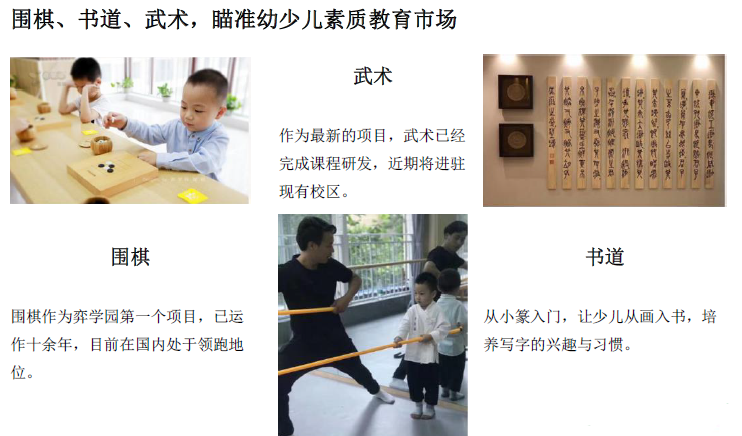 围棋、书道、武术，瞄准幼少儿素质教育市场
围棋
围棋作为弈学园第一个项目，已运
作十余年，目前在国内处于领跑地
位。
武术
作为最新的项目，武术已经
完成课程研发，近期将进驻
现有校区。
书道
从小篆入门，让少儿从画入书，培
养写字的兴趣与习惯。